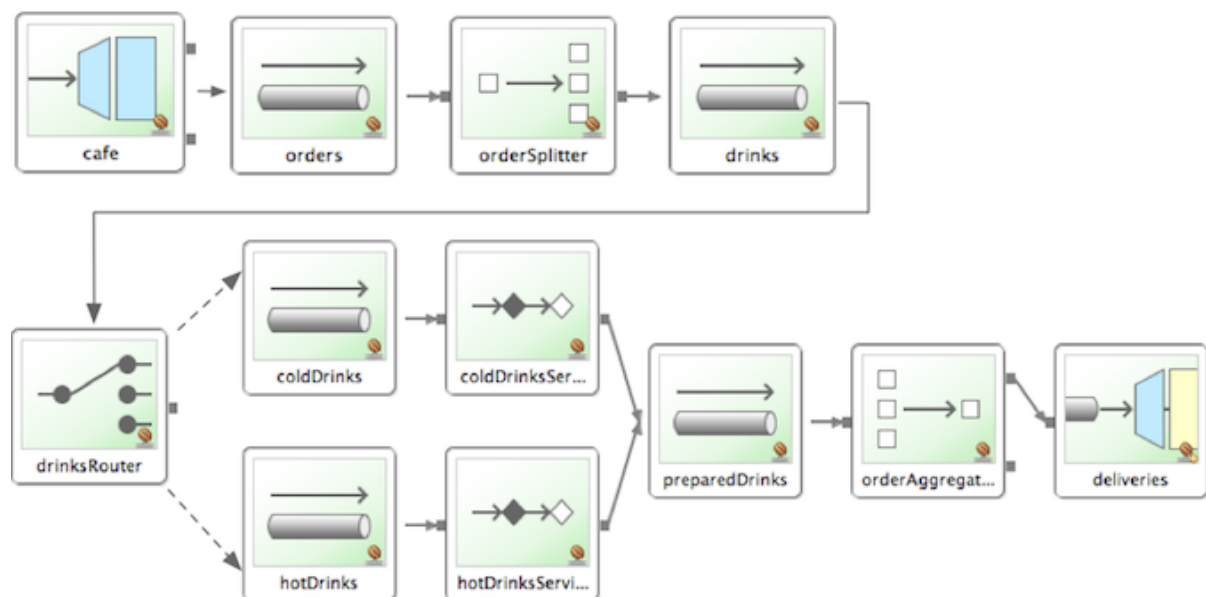 cafe
orders
orderSplitter
drinks
drinksRouter
coldDrinks
coldDrinksSer...
hotDrinks
hotDrinksServi...
preparedDrinks
orderAggregat...
deliveries